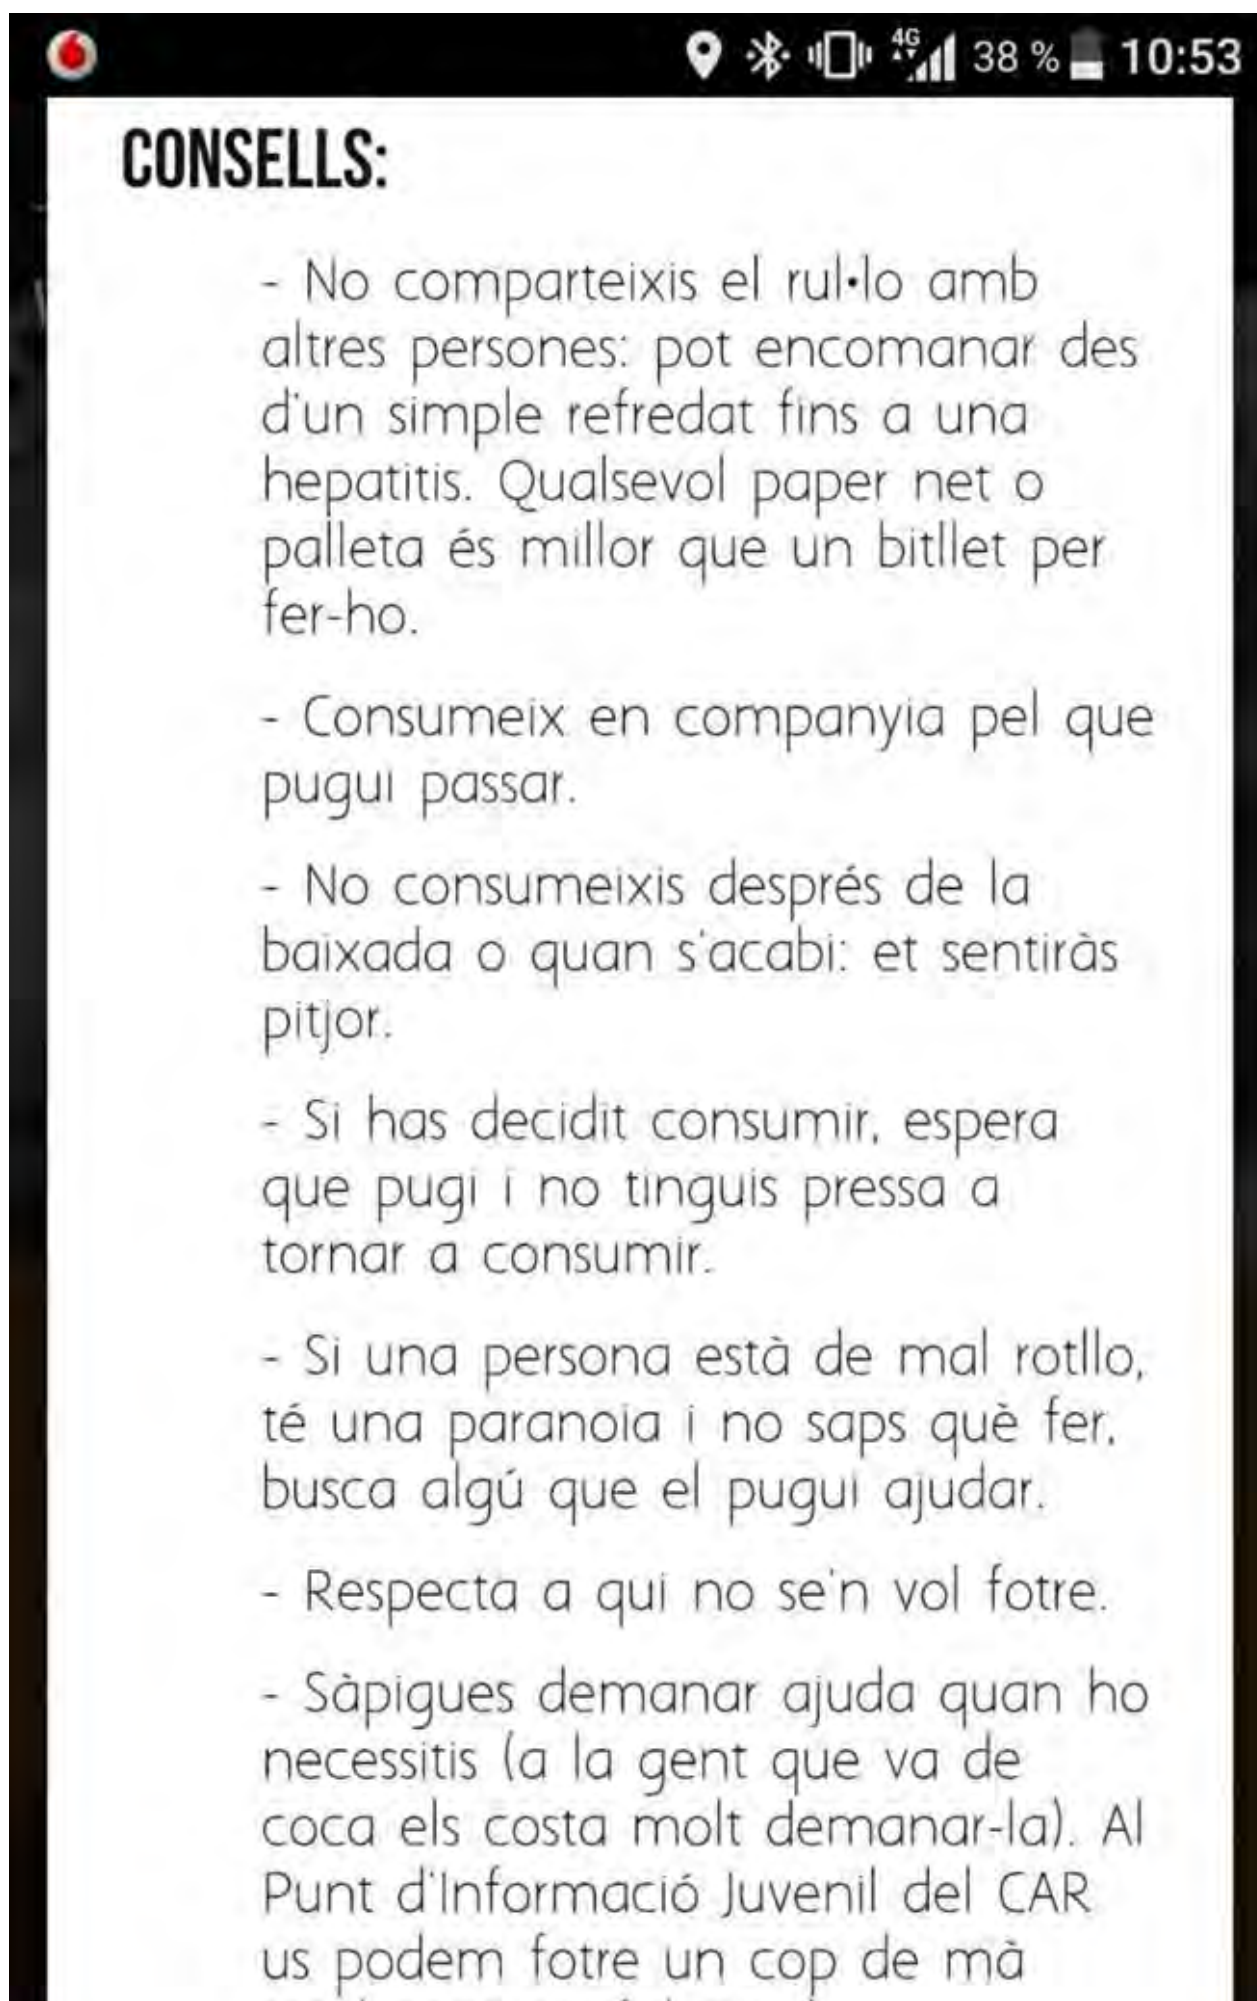 4G 38 % 10:53
CONSELLS:
- No comparteixis el rul•lo amb
altres persones: pot encomanar des
d'un simple refredat fins a una
hepatitis. Qualsevol paper net o
palleta és millor que un bitllet per
fer-ho.
- Consumeix en companyia pel que
pugui passar.
- No consumeixis després de la
baixada o quan s'acabi: et sentiràs
pitjor.
- Si has decidit consumir, espera
que pugi i no tinguis pressa a
tornar a consumir.
- Si una persona està de mal rotllo,
té una paranoia i no saps què fer,
busca algú que el pugui ajudar.
- Respecta a qui no se'n vol fotre.
- Sàpigues demanar ajuda quan ho
necessitis (a la gent que va de
coca els costa molt demanar-la). Al
Punt d'Informació Juvenil del CAR
us podem fotre un cop de mà